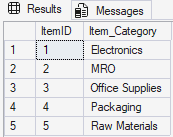 Results Messages
ItemID Item_Category
1 1 Electronics
2 2 MRO
3 3 Office Supplies
4 4 Packaging
5 5 Raw Materials